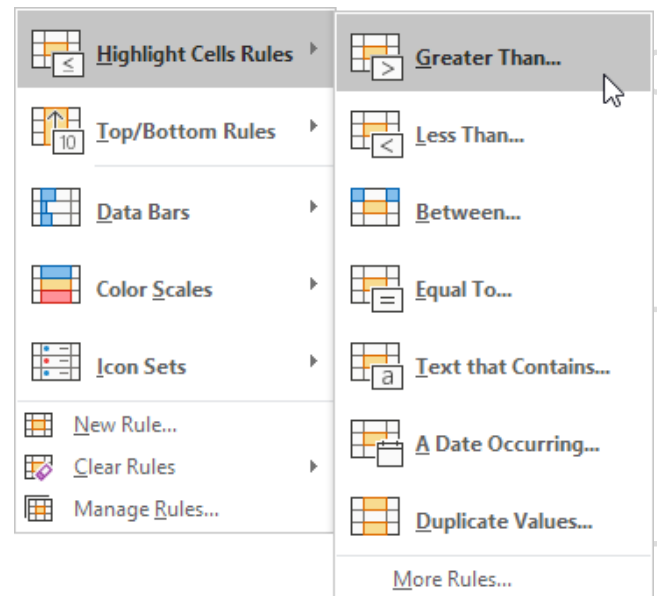 Highlight Cells Rules
Top/Bottom Rules
10
Data Bars
Color Scales
Icon Sets
New Rule...
Clear Rules
Manage Rules...
Greater Than...
Less Than...
Between...
Equal To...
Text that Contains...
a
A Date Occurring...
Duplicate Values...
More Rules...